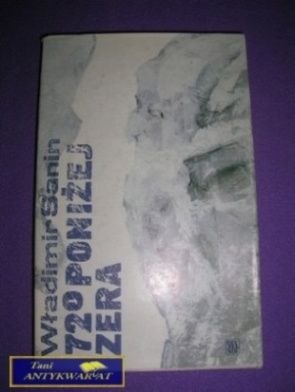 Władimir Sanin
72º PONIŻEJ
ZERA
Tani
ANTYKWARIAT